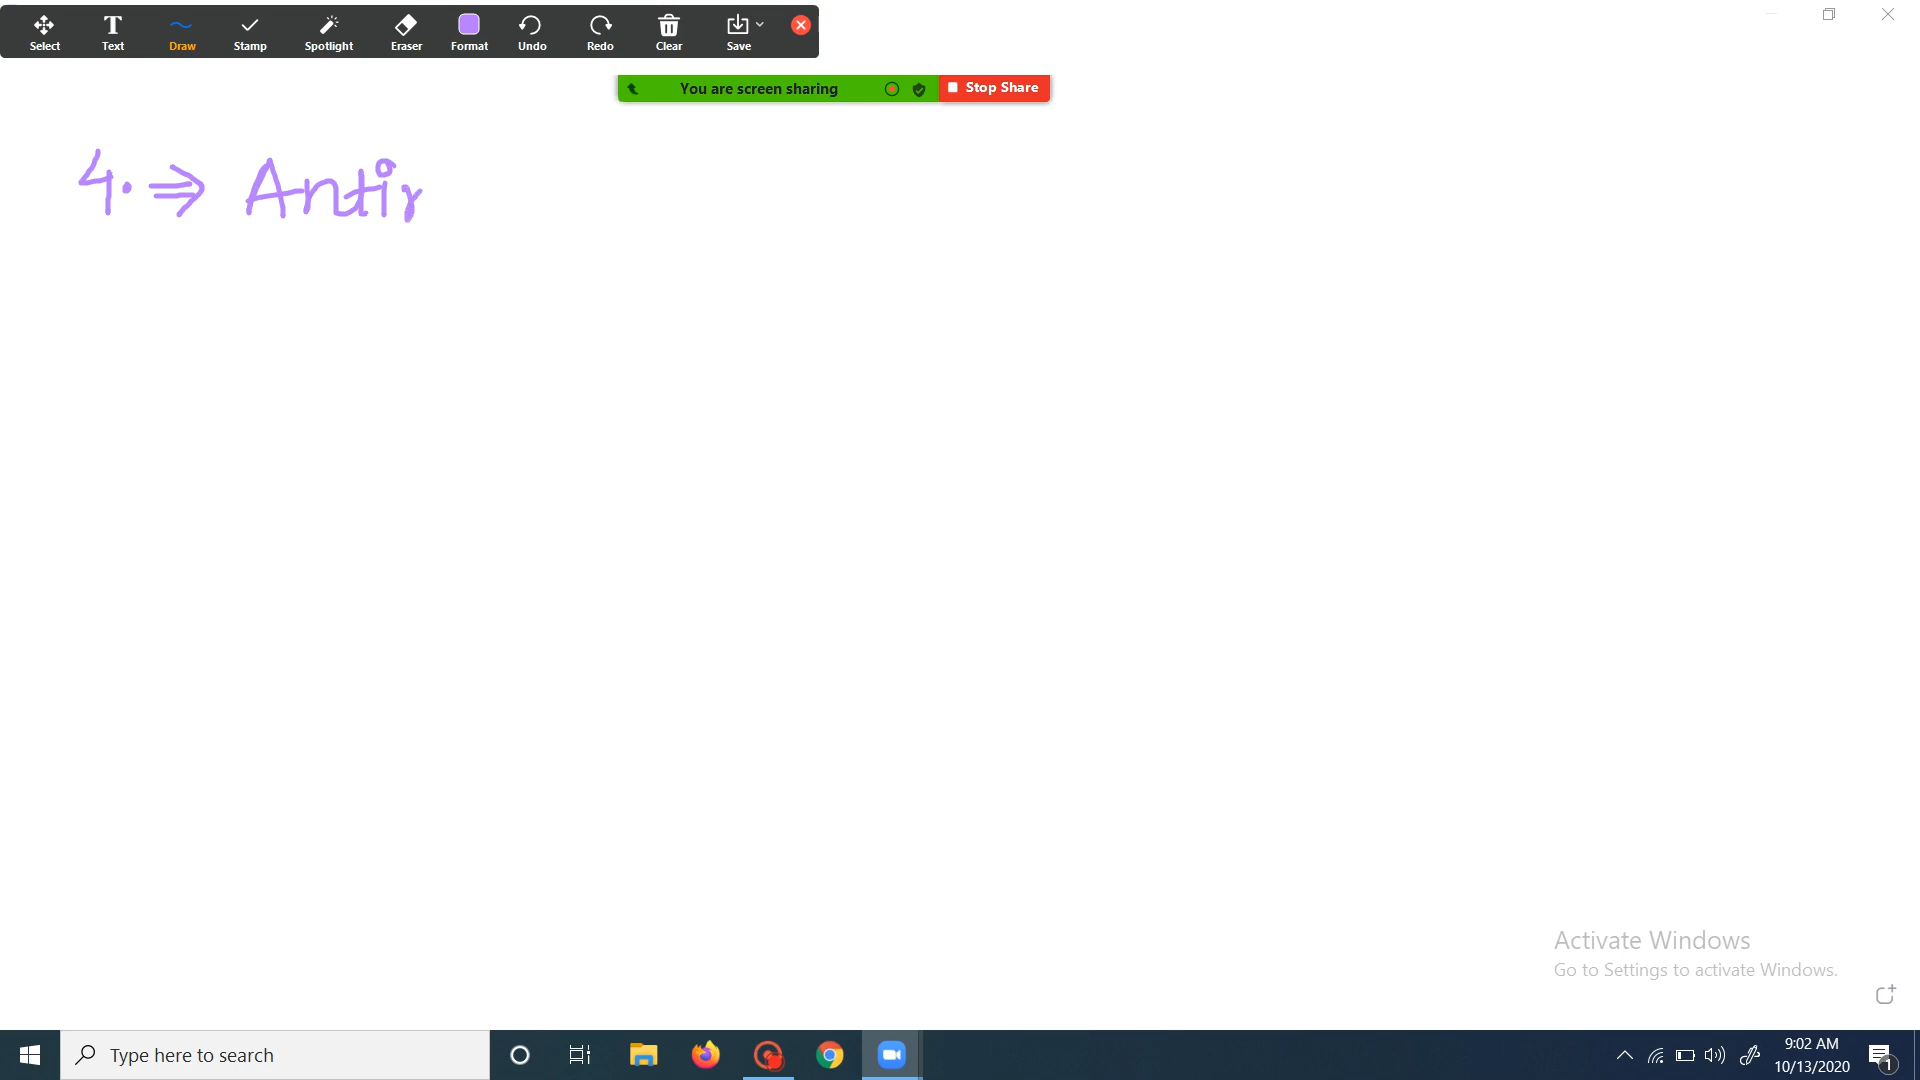 Select Text Draw Stamp Spotlight Eraser Format Undo Redo Clear Save
You are screen sharing Stop Share
4. ⇒ Antir
Activate Windows
Go to Settings to activate Windows.
Type here to search
9:02 AM
10/13/2020
1